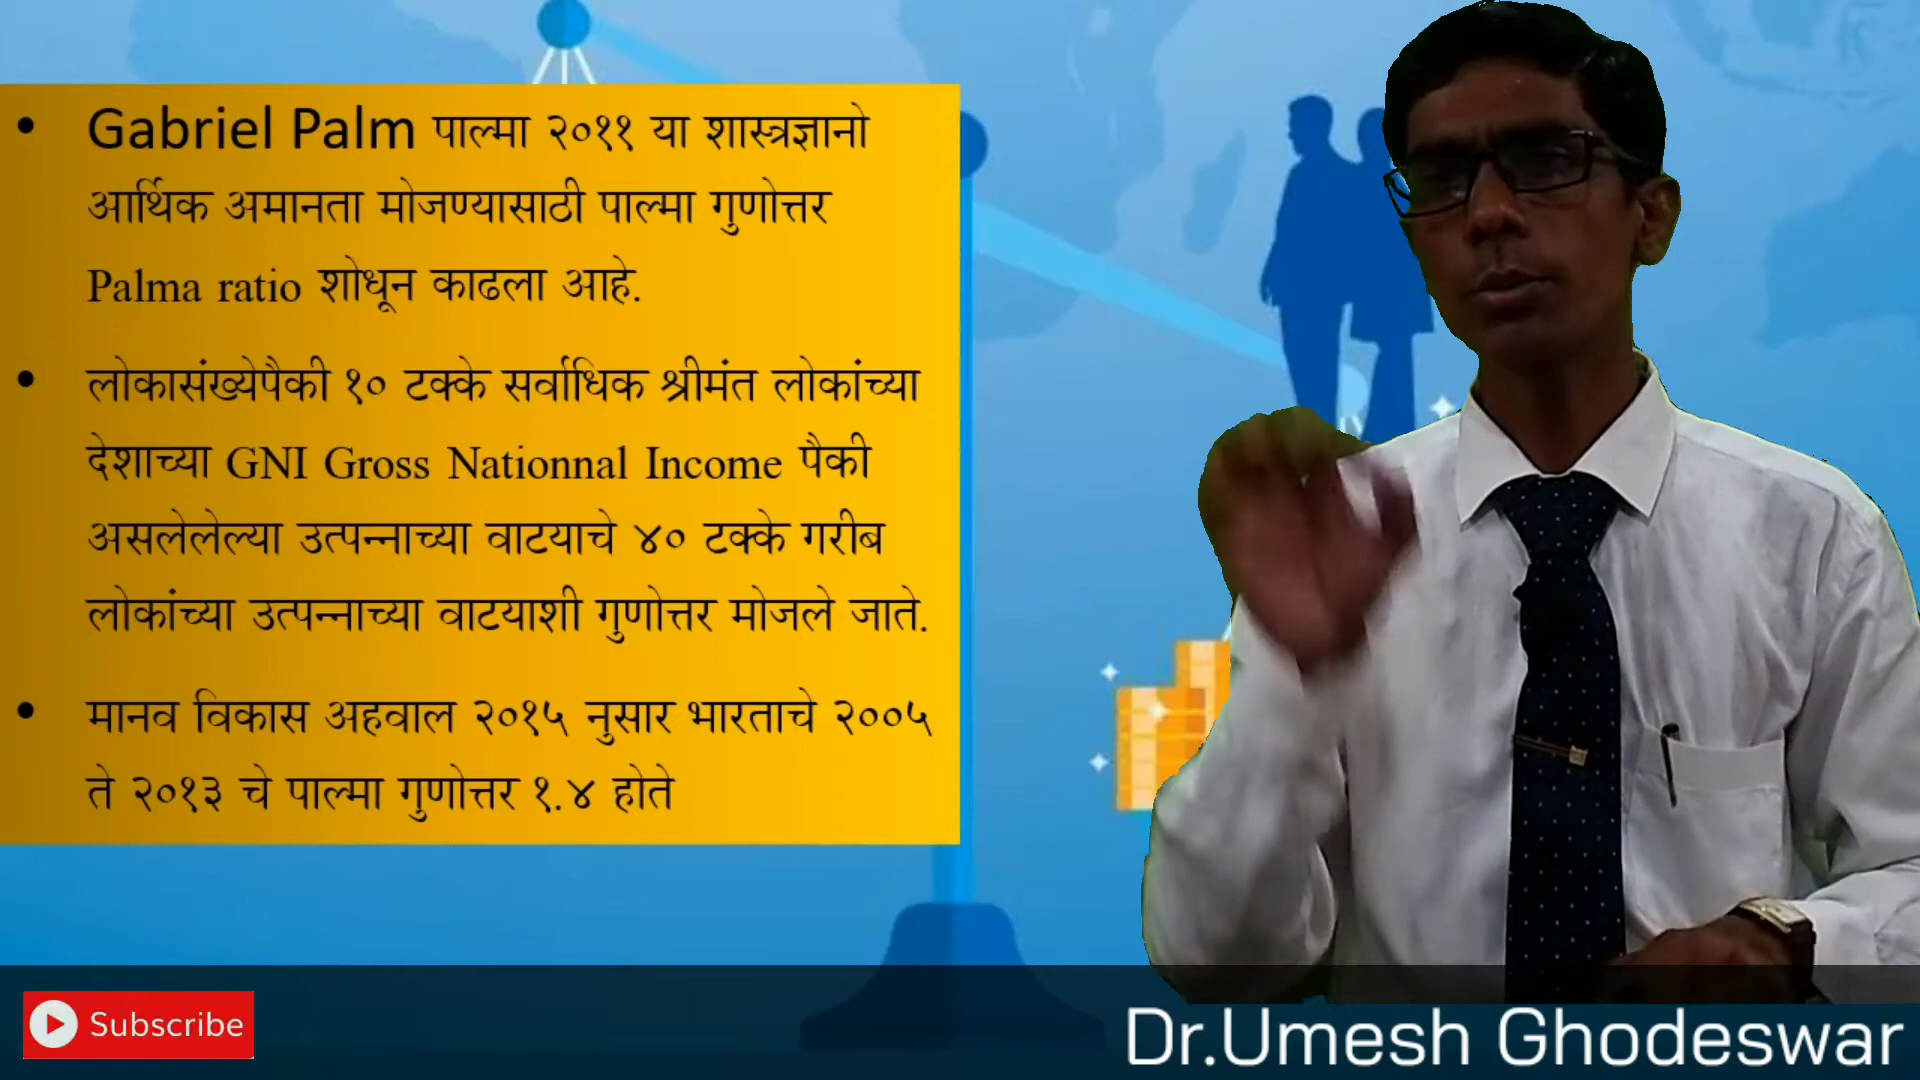 • Gabriel Palm पाल्मा २०११ या शास्त्रज्ञानो
आर्थिक अमानता मोजण्यासाठी पाल्मा गुणोत्तर
Palma ratio शोधून काढला आहे.
• लोकासंख्येपैकी १० टक्के सर्वाधिक श्रीमंत लोकांच्या
देशाच्या GNI Gross Nationnal Income पैकी
असलेलेल्या उत्पन्नाच्या वाटयाचे ४० टक्के गरीब
लोकांच्या उत्पन्नाच्या वाटयाशी गुणोत्तर मोजले जाते.
• मानव विकास अहवाल २०१५ नुसार भारताचे २००५
ते २०१३ चे पाल्मा गुणोत्तर १.४ होते
Subscribe
Dr.Umesh Ghodeswar